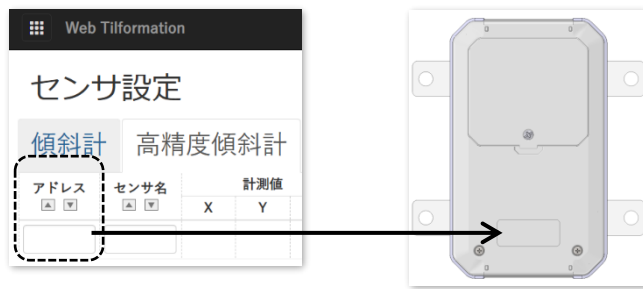 Web Tilformation
センサ設定
傾斜計 高精度傾斜計
アドレス センサ名 計測値
X Y